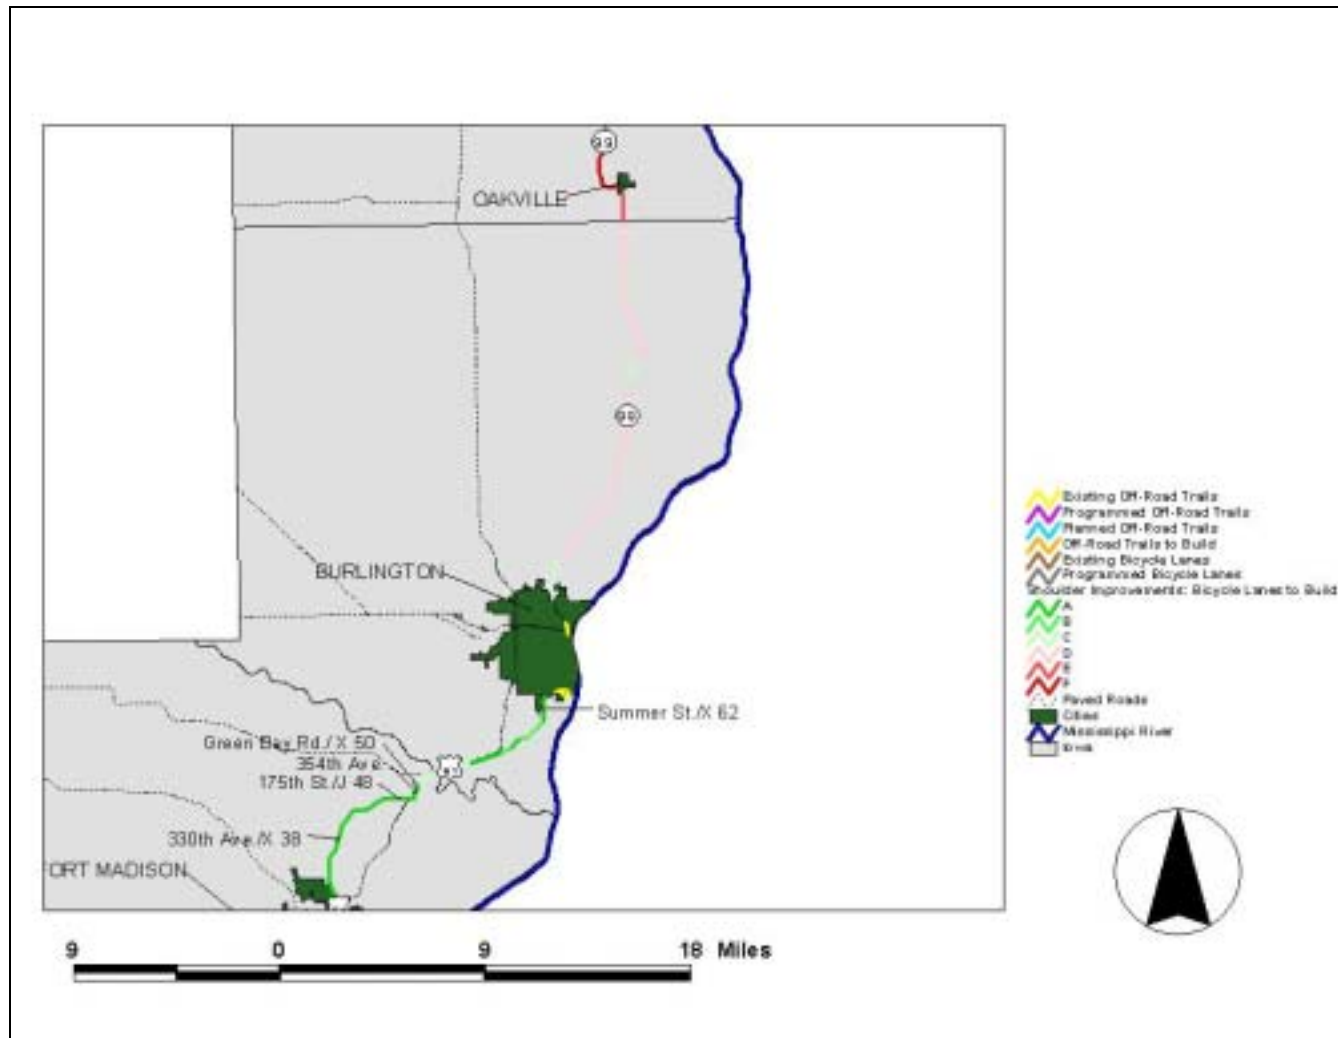 99
OAKVILLE
99
BURLINGTON
Summer St./X 62
Green Bay Rd./ X 50
354th Ave
175th St./J 48
330th Ave./X 38
ORT MADISON
Existing Off-Road Trails
Programmed Off-Road Trails
Planned Off-Road Trails
Off-Road Trails to Build
Existing Bicycle Lanes
Programmed Bicycle Lanes
Shoulder Improvements: Bicycle Lanes to Build
A
B
C
D
E
F
Paved Roads
Cities
Mississippi River
Iowa
9 0 9 18 Miles